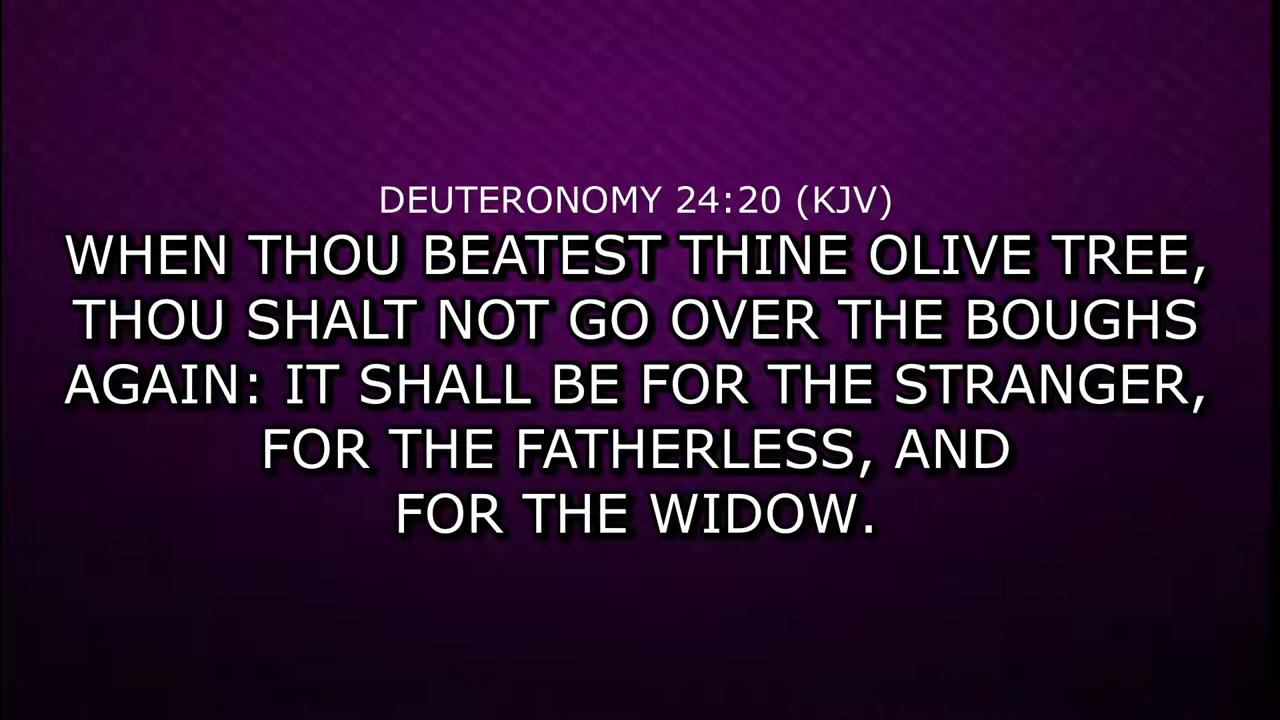 DEUTERONOMY 24:20 (KJV)
WHEN THOU BEATEST THINE OLIVE TREE,
THOU SHALT NOT GO OVER THE BOUGHS
AGAIN: IT SHALL BE FOR THE STRANGER,
FOR THE FATHERLESS, AND
FOR THE WIDOW.